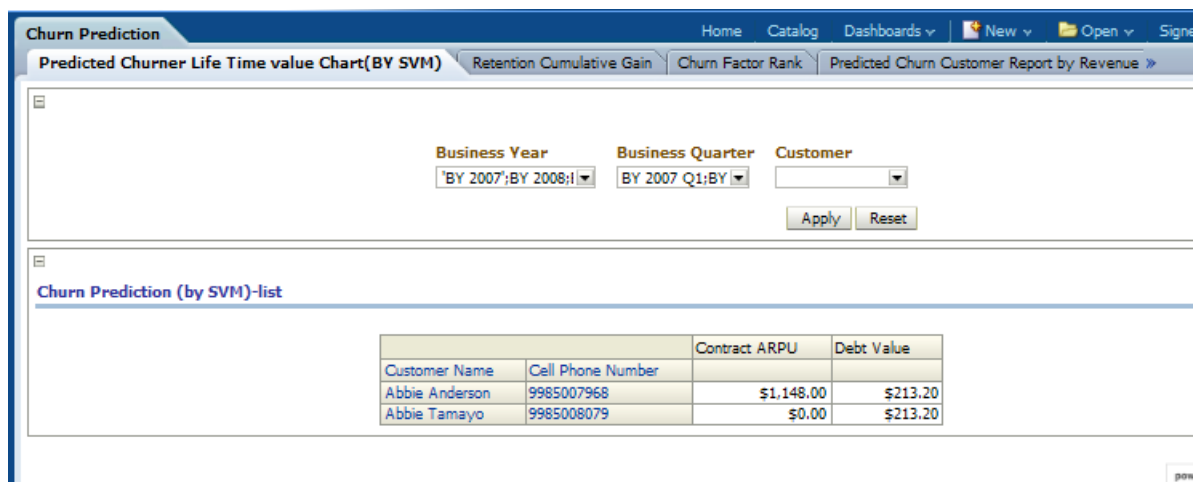 Churn Prediction Home Catalog Dashboards New Open Signe
Predicted Churner Life Time value Chart(BY SVM) Retention Cumulative Gain Churn Factor Rank Predicted Churn Customer Report by Revenue »
Business Year Business Quarter Customer
'BY 2007';BY 2008;I BY 2007 Q1;BY
Apply Reset
Churn Prediction (by SVM)-list
Contract ARPU Debt Value
Customer Name Cell Phone Number
Abbie Anderson 9985007968 $1,148.00 $213.20
Abbie Tamayo 9985008079 $0.00 $213.20
pow